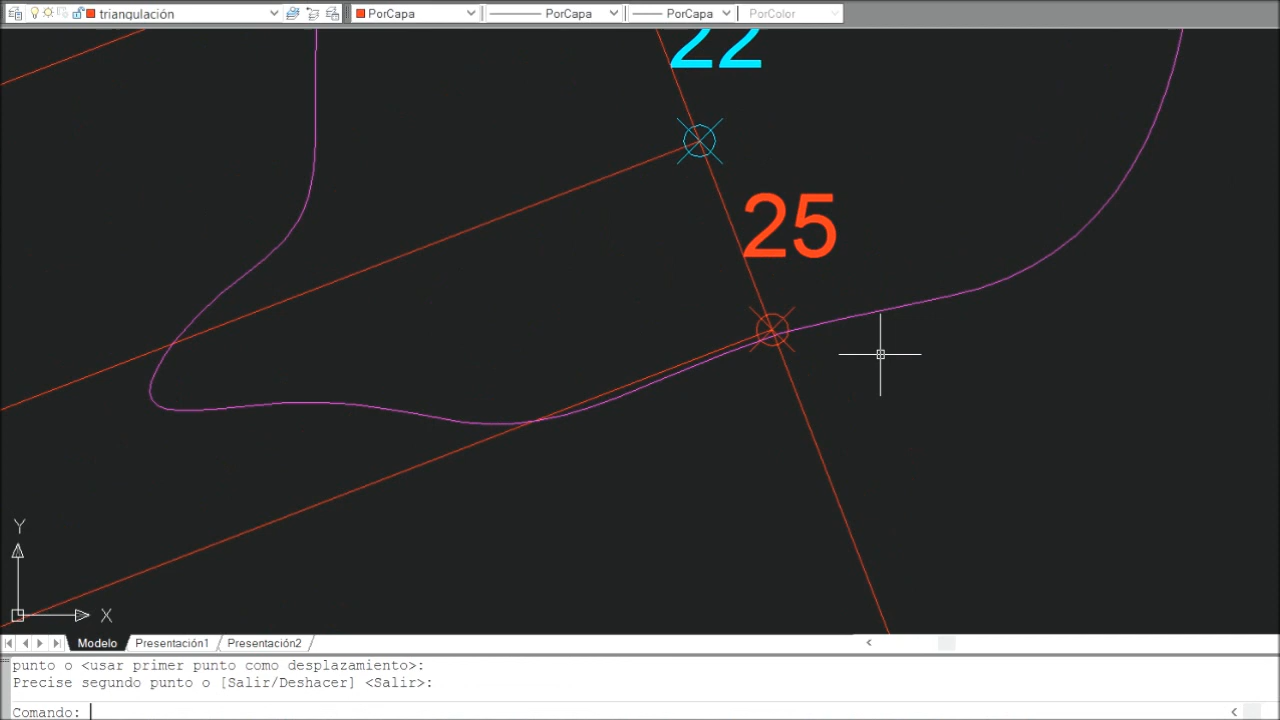 triangulación PorCapa PorCapa PorCapa PorColor
22
25
Y
X
Modelo Presentación1 Presentación2
punto o <usar primer punto como desplazamiento>:
Precise segundo punto o [Salir/Deshacer] <Salir>:
Comando: